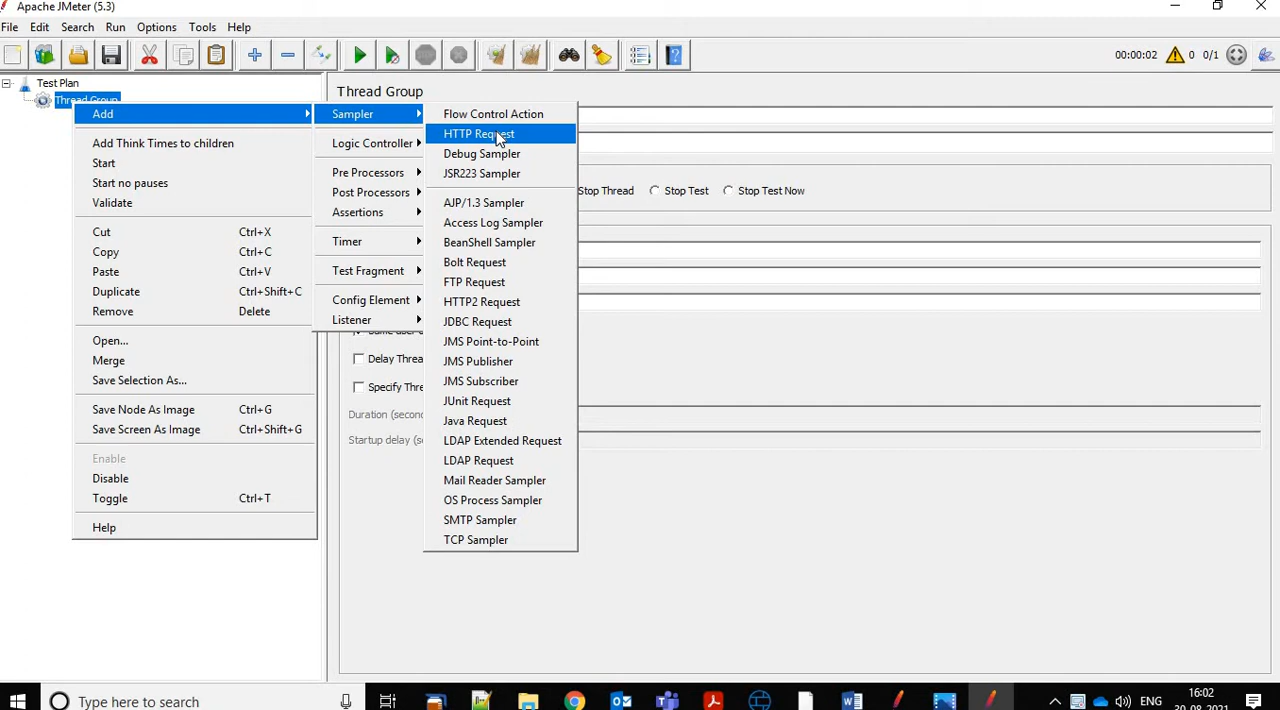 Apache JMeter (5.3)
File Edit Search Run Options Tools Help
00:00:02 0 0/1
Test Plan
Thread Group
Thread Group
Add
Add Think Times to children
Start
Start no pauses
Validate
Cut Ctrl+X
Copy Ctrl+C
Paste Ctrl+V
Duplicate Ctrl+Shift+C
Remove Delete
Open...
Merge
Save Selection As...
Save Node As Image Ctrl+G
Save Screen As Image Ctrl+Shift+G
Enable
Disable
Toggle Ctrl+T
Help
Sampler
Logic Controller
Pre Processors
Post Processors
Assertions
Timer
Test Fragment
Config Element
Listener
Flow Control Action
HTTP Request
Debug Sampler
JSR223 Sampler
AJP/1.3 Sampler
Access Log Sampler
BeanShell Sampler
Bolt Request
FTP Request
HTTP2 Request
JDBC Request
JMS Point-to-Point
JMS Publisher
JMS Subscriber
JUnit Request
Java Request
LDAP Extended Request
LDAP Request
Mail Reader Sampler
OS Process Sampler
SMTP Sampler
TCP Sampler
Stop Thread Stop Test Stop Test Now
Same user
Delay Threa
Specify Thre
Duration (secon
Startup delay (s
Type here to search
ENG
16:02
30-08-2021